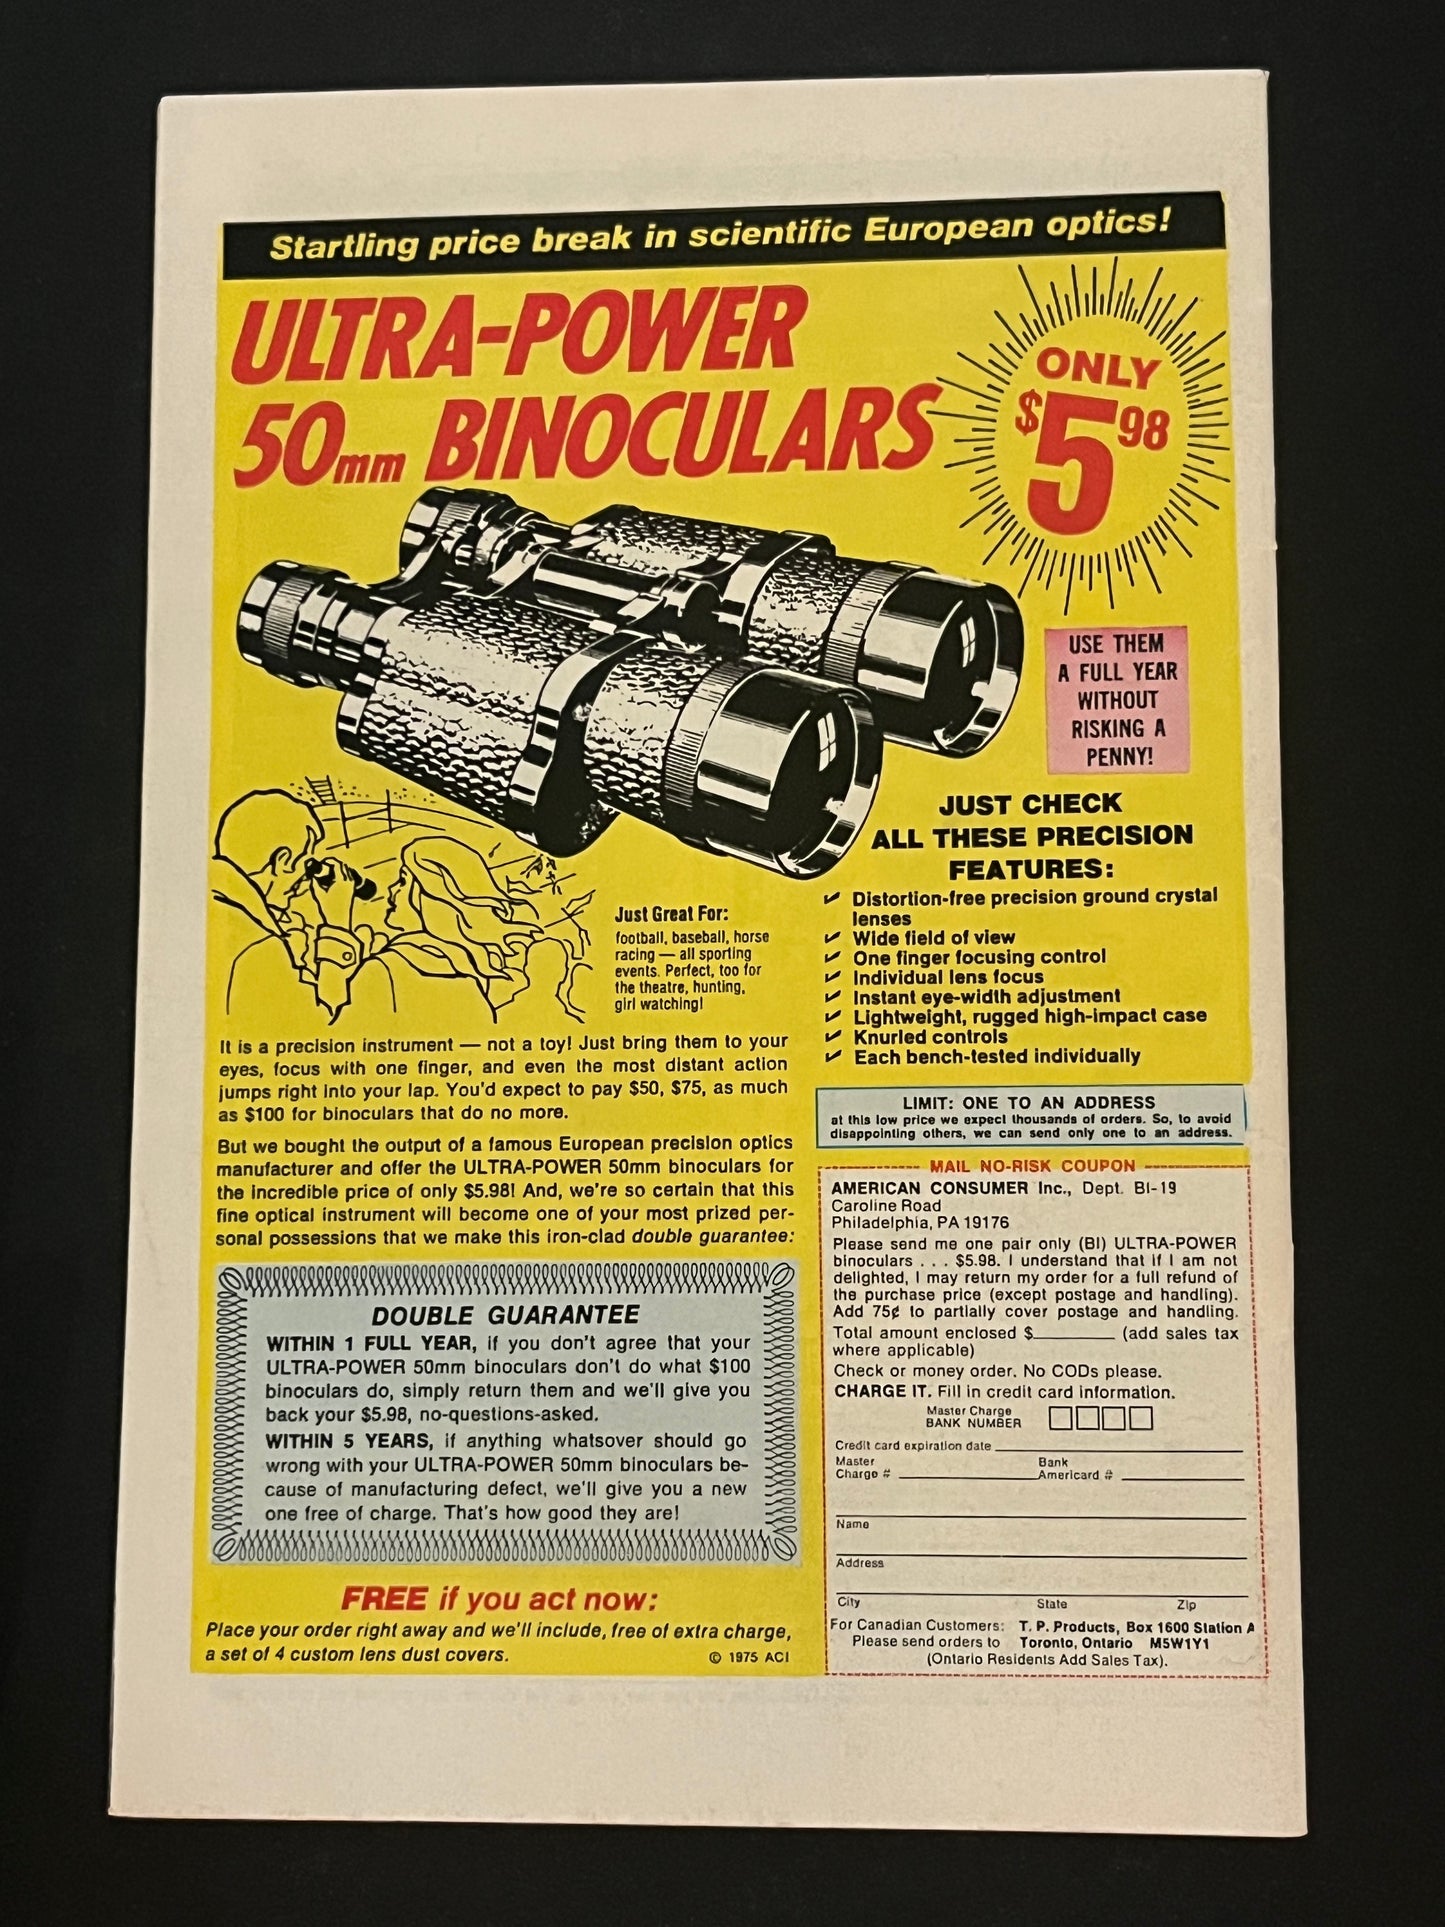 Startling price break in scientific European optics!
ULTRA-POWER
50mm BINOCULARS
ONLY
$5.98
USE THEM
A FULL YEAR
WITHOUT
RISKING A
PENNY!
JUST CHECK
ALL THESE PRECISION
FEATURES:
✔ Distortion-free precision ground crystal
lenses
✔ Wide field of view
✔ One finger focusing control
✔ Individual lens focus
✔ Instant eye-width adjustment
✔ Lightweight, rugged high-impact case
✔ Knurled controls
✔ Each bench-tested individually
Just Great For:
football, baseball, horse
racing — all sporting
events. Perfect, too for
the theatre, hunting,
girl watching!
It is a precision instrument — not a toy! Just bring them to your
eyes, focus with one finger, and even the most distant action
jumps right into your lap. You'd expect to pay $50, $75, as much
as $100 for binoculars that do no more.
But we bought the output of a famous European precision optics
manufacturer and offer the ULTRA-POWER 50mm binoculars for
the incredible price of only $5.98! And, we're so certain that this
fine optical instrument will become one of your most prized per-
sonal possessions that we make this iron-clad double guarantee:
DOUBLE GUARANTEE
WITHIN 1 FULL YEAR, if you don't agree that your
ULTRA-POWER 50mm binoculars don't do what $100
binoculars do, simply return them and we'll give you
back your $5.98, no-questions-asked.
WITHIN 5 YEARS, if anything whatsover should go
wrong with your ULTRA-POWER 50mm binoculars be-
cause of manufacturing defect, we'll give you a new
one free of charge. That's how good they are!
FREE if you act now:
Place your order right away and we'll include, free of extra charge,
a set of 4 custom lens dust covers.
© 1975 ACI
LIMIT: ONE TO AN ADDRESS
at this low price we expect thousands of orders. So, to avoid
disappointing others, we can send only one to an address.
MAIL NO-RISK COUPON
AMERICAN CONSUMER Inc., Dept. BI-19
Caroline Road
Philadelphia, PA 19176
Please send me one pair only (BI) ULTRA-POWER
binoculars . . . $5.98. I understand that if I am not
delighted, I may return my order for a full refund of
the purchase price (except postage and handling).
Add 75¢ to partially cover postage and handling.
Total amount enclosed $________ (add sales tax
where applicable)
Check or money order. No CODs please.
CHARGE IT. Fill in credit card information.
Master Charge
BANK NUMBER
Credit card expiration date
Master
Charge #
Bank
Americard #
Name
Address
City State Zip
For Canadian Customers: T. P. Products, Box 1600 Station A
Please send orders to Toronto, Ontario M5W1Y1
(Ontario Residents Add Sales Tax).